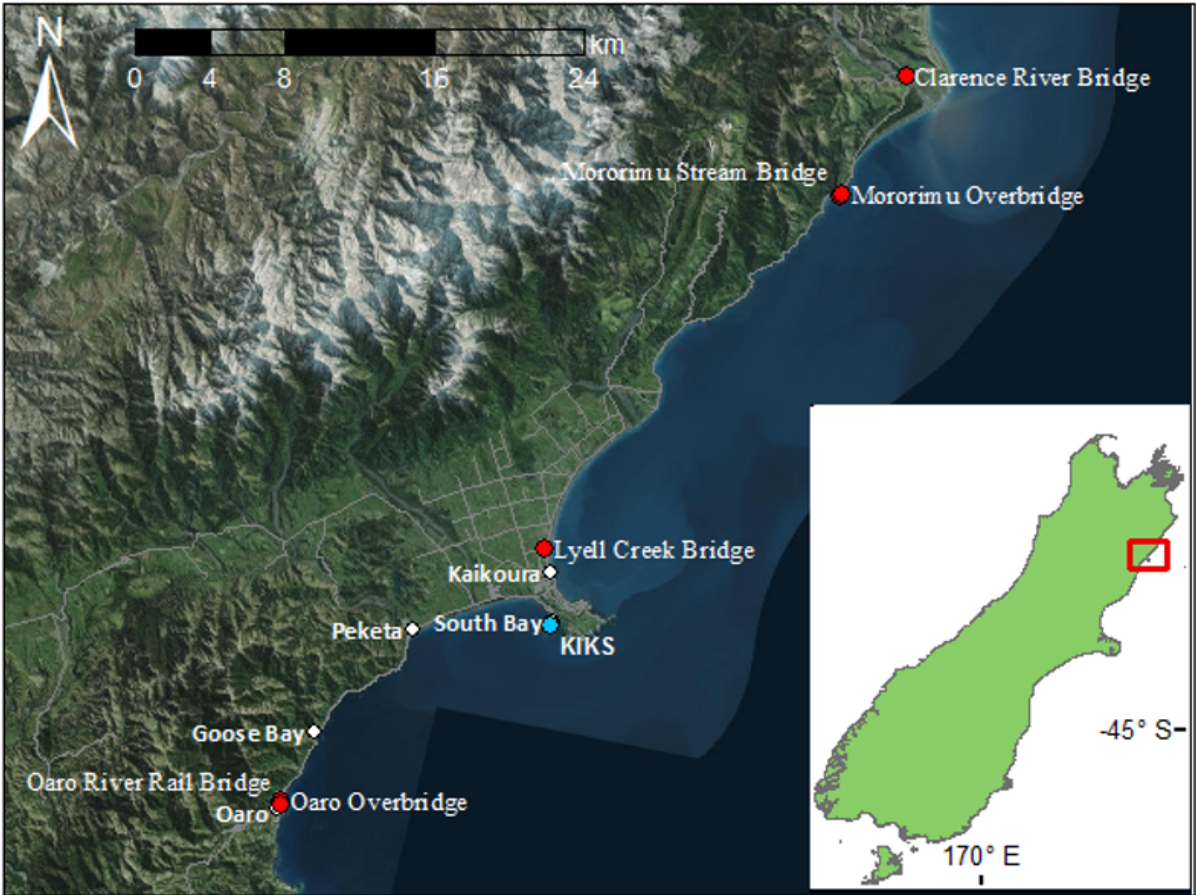 N
km
0 4 8 16 24
Clarence River Bridge
Mororimu Stream Bridge
Mororimu Overbridge
Lyell Creek Bridge
Kaikoura
South Bay
Peketa
KIKS
Goose Bay
-45° S
Oaro River Rail Bridge
Oaro Overbridge
Oaro
170° E